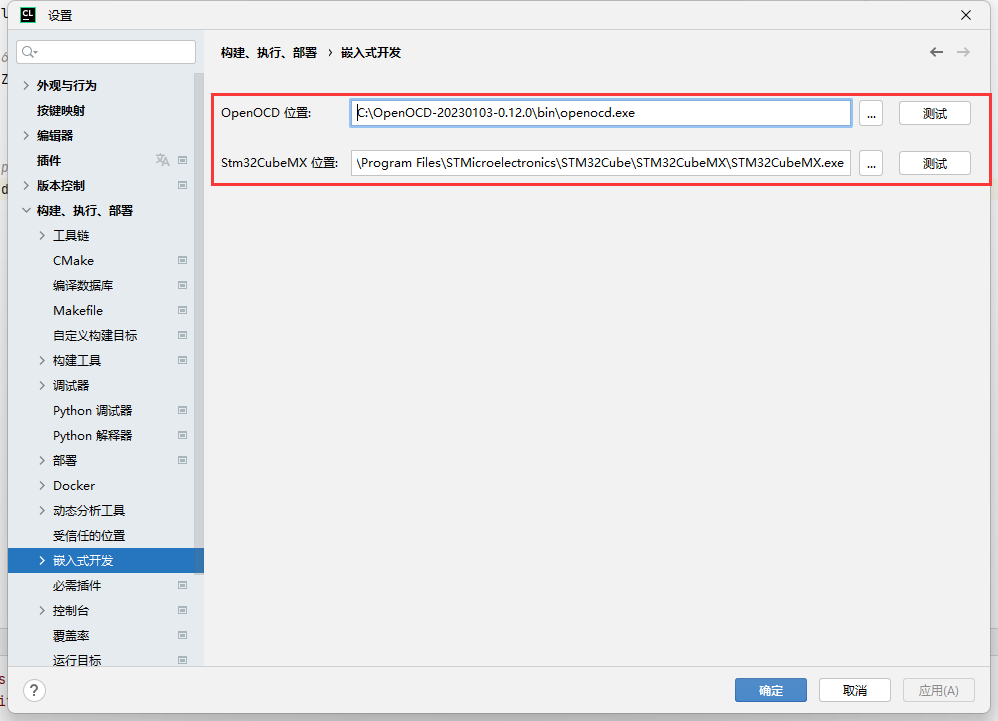 CL 设置
构建、执行、部署 › 嵌入式开发
外观与行为
按键映射
编辑器
插件
版本控制
构建、执行、部署
工具链
CMake
编译数据库
Makefile
自定义构建目标
构建工具
调试器
Python 调试器
Python 解释器
部署
Docker
动态分析工具
受信任的位置
嵌入式开发
必需插件
控制台
覆盖率
运行目标
OpenOCD 位置: C:\OpenOCD-20230103-0.12.0\bin\openocd.exe ... 测试
Stm32CubeMX 位置: \Program Files\STMicroelectronics\STM32Cube\STM32CubeMX\STM32CubeMX.exe ... 测试
? 确定 取消 应用(A)